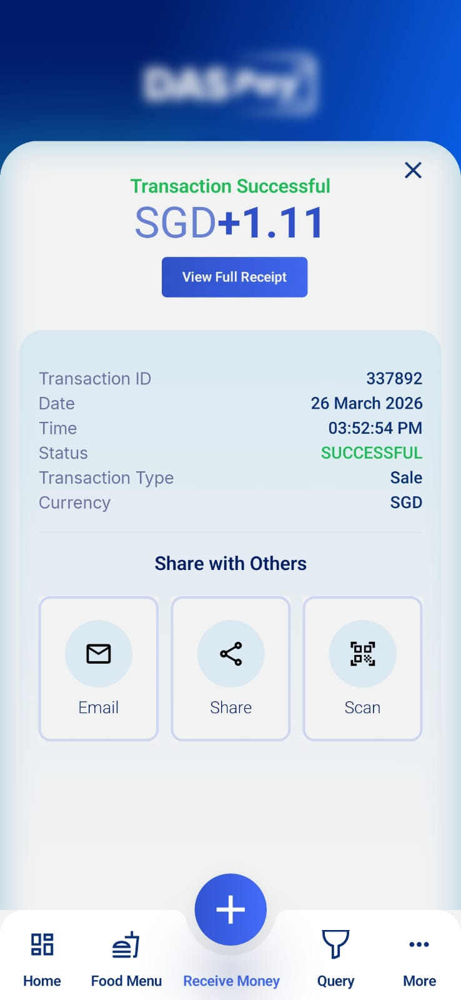 DAS Pay
Transaction Successful
SGD+1.11
View Full Receipt
Transaction ID 337892
Date 26 March 2026
Time 03:52:54 PM
Status SUCCESSFUL
Transaction Type Sale
Currency SGD
Share with Others
Email Share Scan
Home Food Menu Receive Money Query More